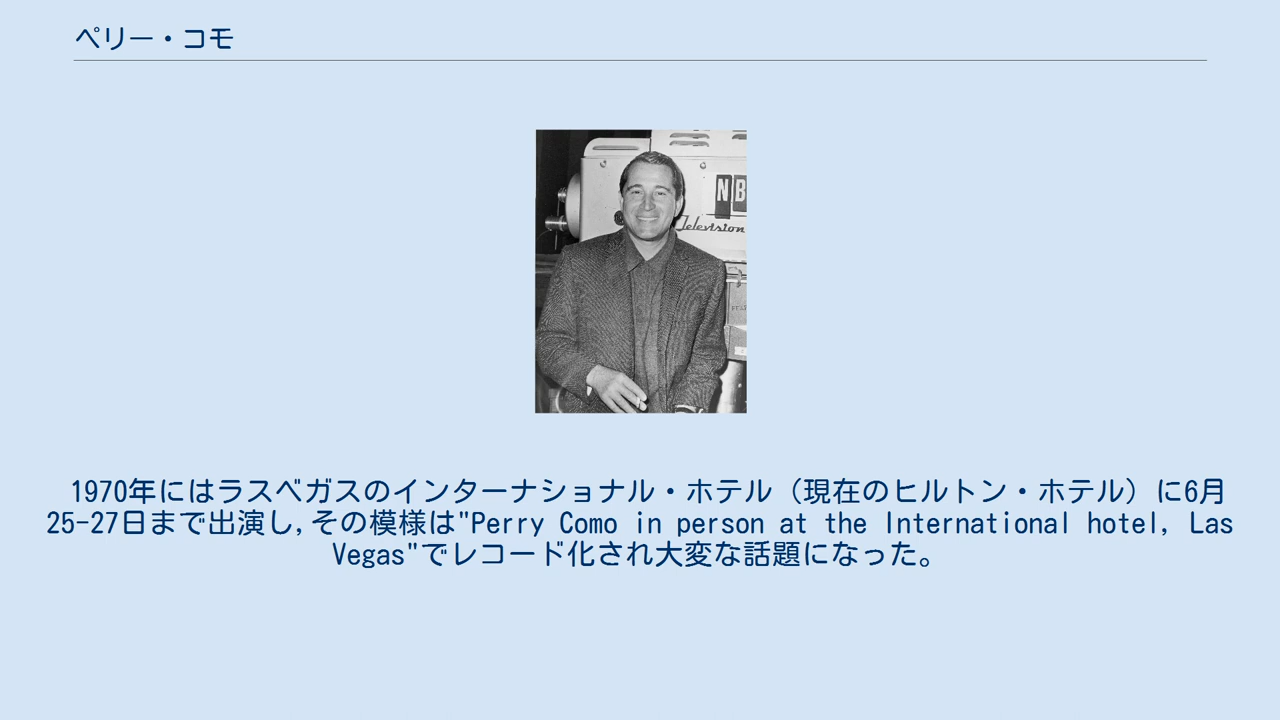 ペリー・コモ
NB
Television
1970年にはラスベガスのインターナショナル・ホテル（現在のヒルトン・ホテル）に6月
25-27日まで出演し,その模様は"Perry Como in person at the International hotel, Las
Vegas"でレコード化され大変な話題になった。